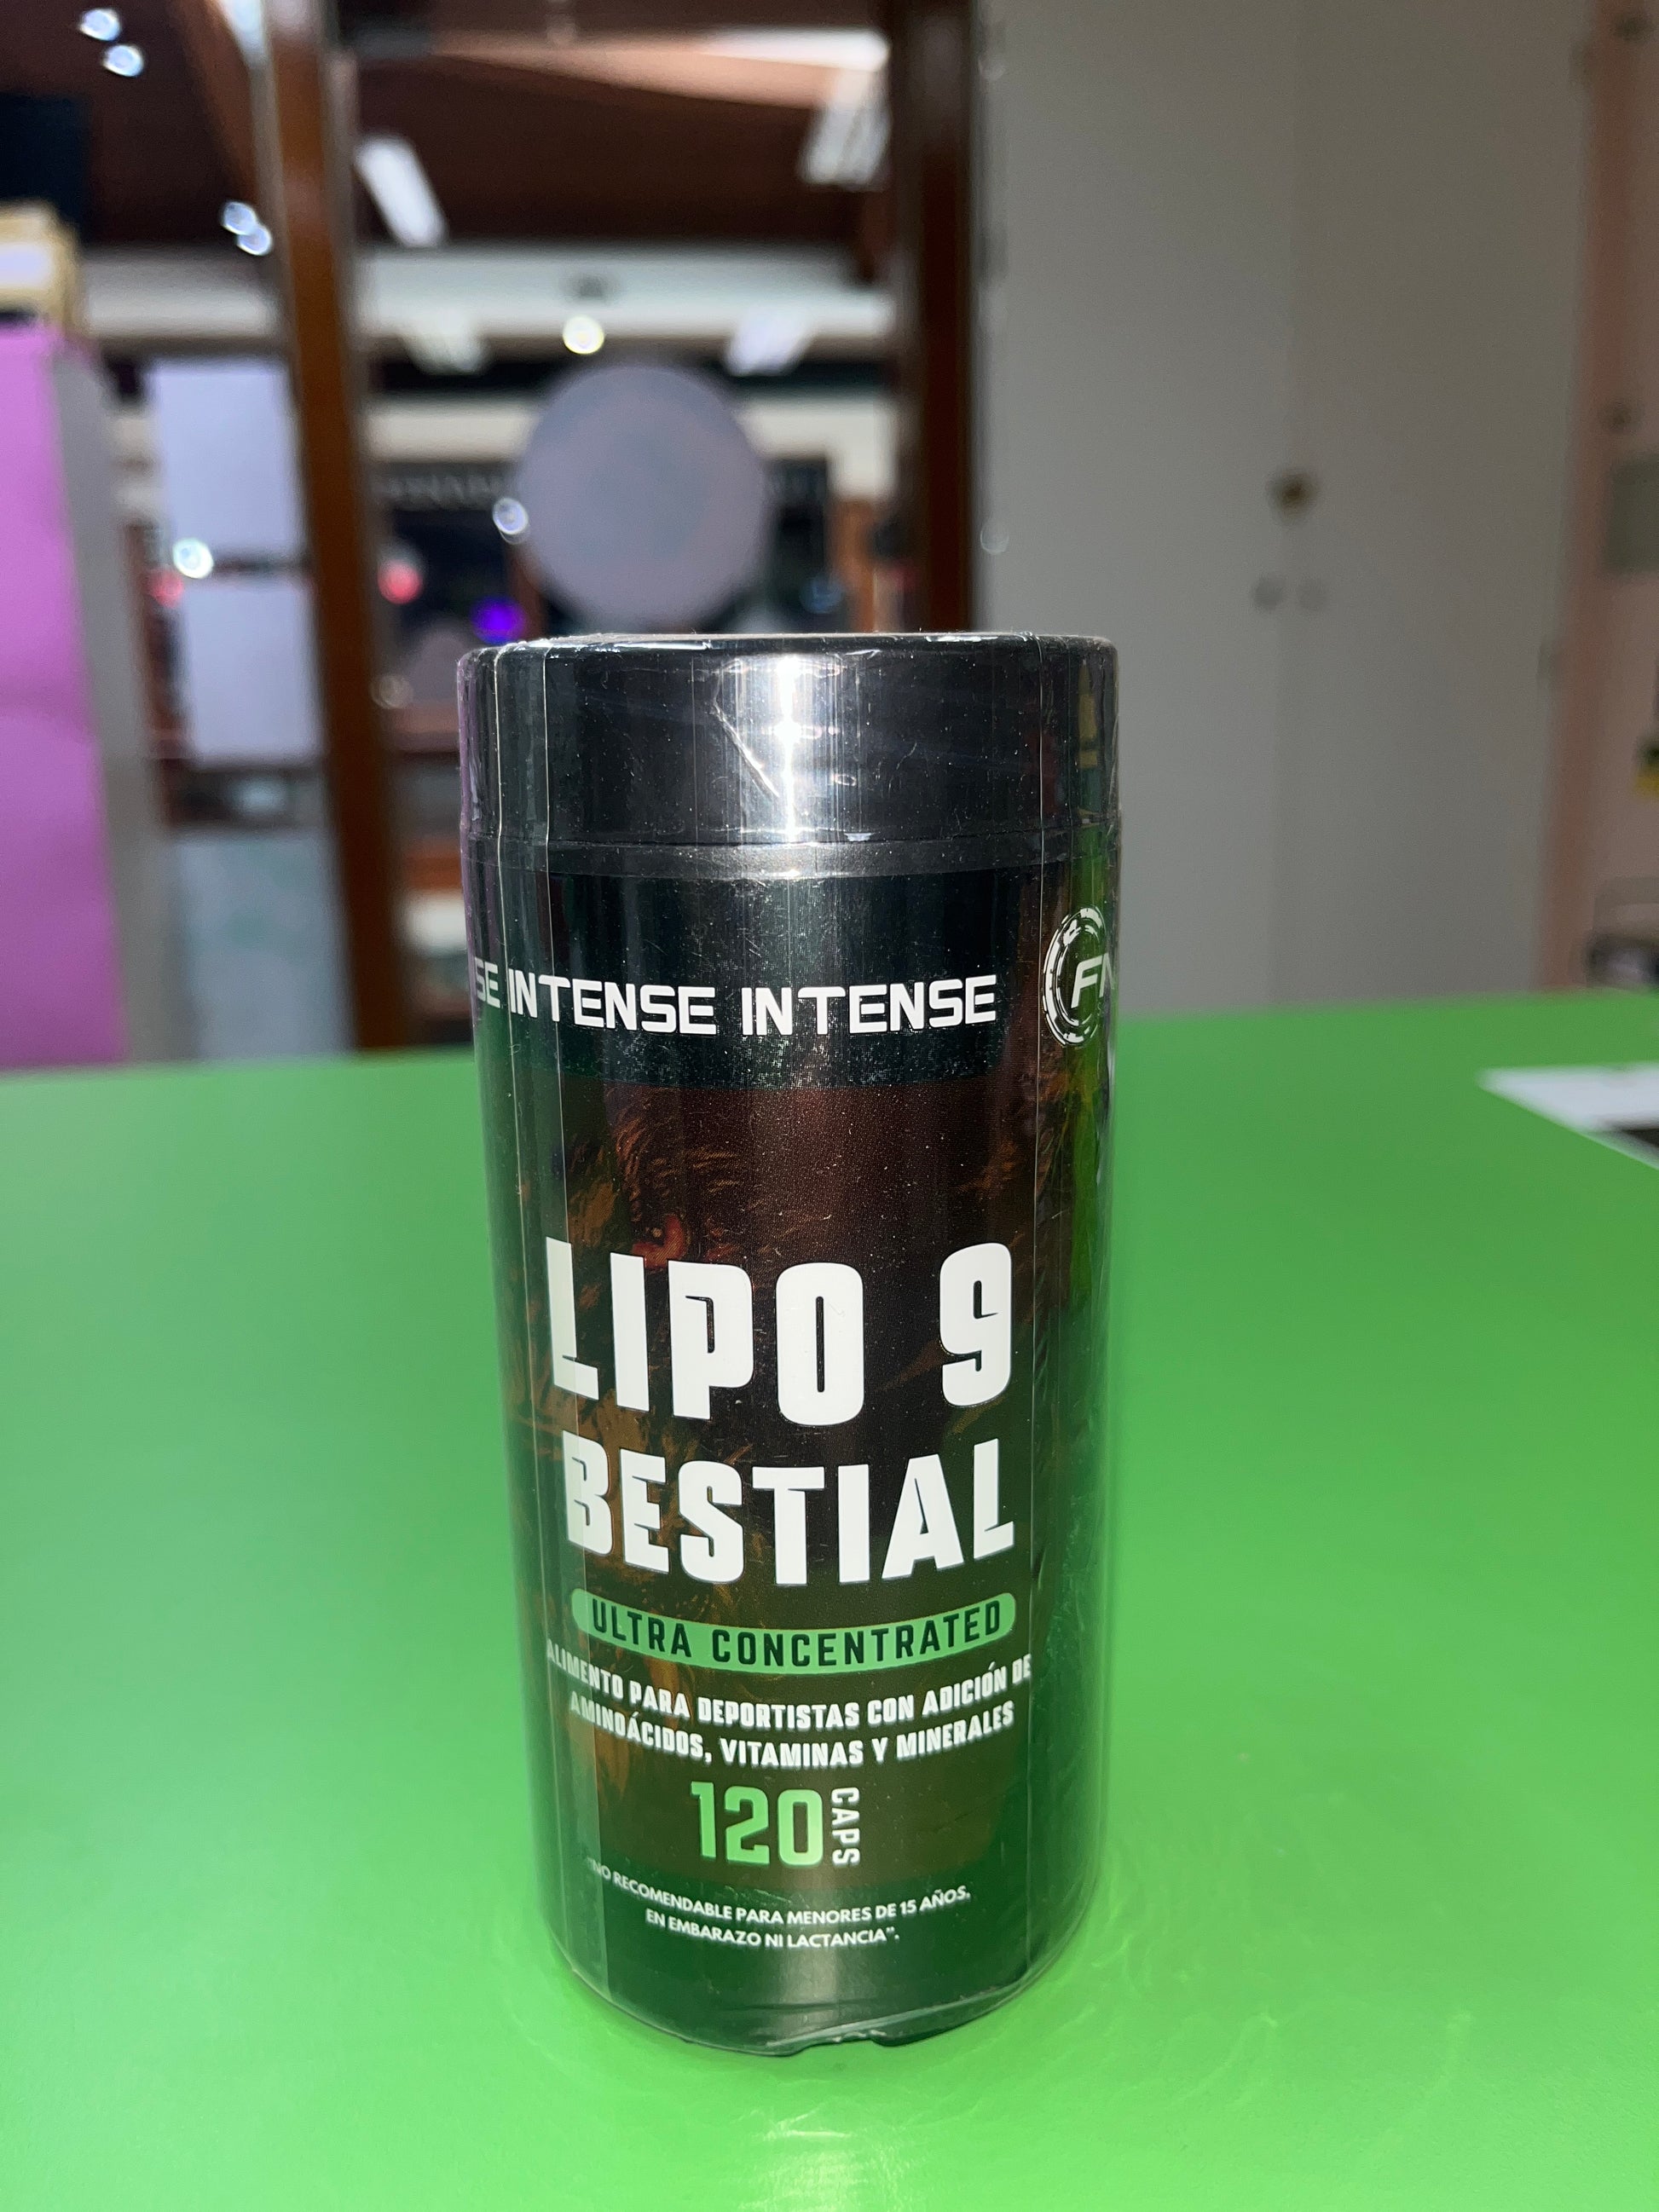 INTENSE INTENSE
LIPO 9
BESTIAL
ULTRA CONCENTRATED
ALIMENTO PARA DEPORTISTAS CON ADICIÓN DE
AMINOÁCIDOS, VITAMINAS Y MINERALES
120 CAPS
"NO RECOMENDABLE PARA MENORES DE 15 AÑOS,
EN EMBARAZO NI LACTANCIA".